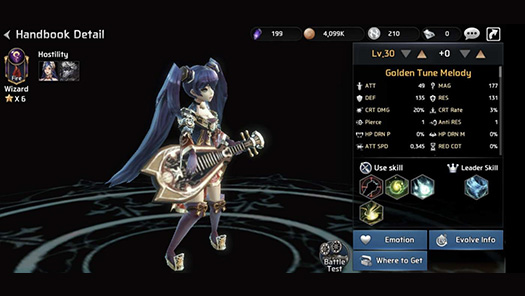 Handbook Detail
199
4,099K
210
0
Hostility
Wizard
X 6
Lv.30
+0
Golden Tune Melody
ATT 49
MAG 177
DEF 135
RES 131
CRT DMG 20%
CRT Rate 3%
Pierce 1
Anti RES 1
HP DRN P 0%
HP DRN M 0%
ATT SPD 0.345
RED CDT 0%
Use skill
Leader Skill
Emotion
Evolve Info
Where to Get
Battle
Test